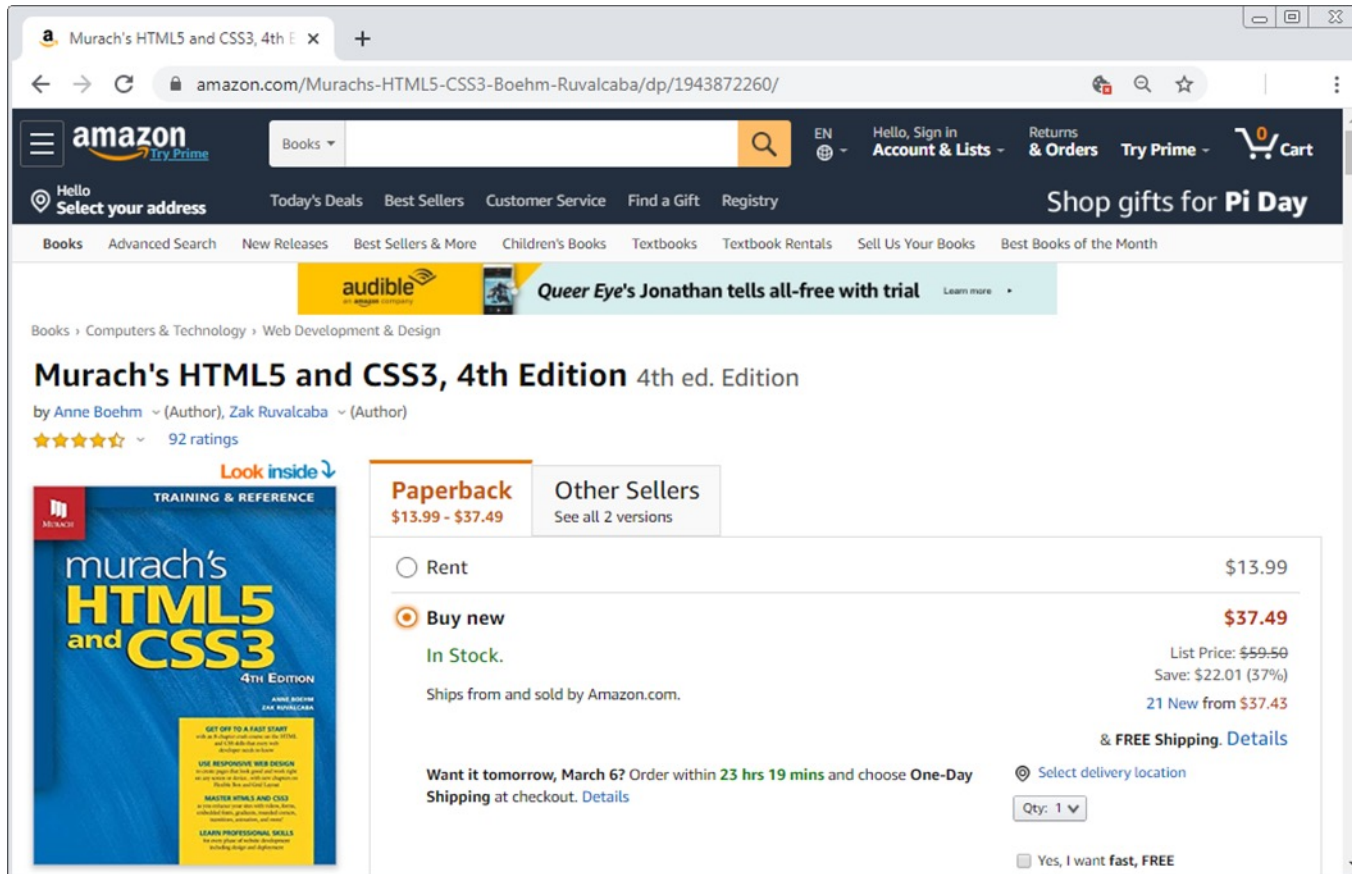 Murach's HTML5 and CSS3, 4th E
amazon.com/Murachs-HTML5-CSS3-Boehm-Ruvalcaba/dp/1943872260/
amazon
Try Prime
Books
EN
Hello, Sign in
Account & Lists
Returns
& Orders
Try Prime
0
Cart
Hello
Select your address
Today's Deals Best Sellers Customer Service Find a Gift Registry
Shop gifts for Pi Day
Books Advanced Search New Releases Best Sellers & More Children's Books Textbooks Textbook Rentals Sell Us Your Books Best Books of the Month
audible
an amazon company
Queer Eye's Jonathan tells all-free with trial Learn more
Books › Computers & Technology › Web Development & Design
Murach's HTML5 and CSS3, 4th Edition 4th ed. Edition
by Anne Boehm (Author), Zak Ruvalcaba (Author)
92 ratings
Look inside
TRAINING & REFERENCE
MURACH
murach's
HTML5
and CSS3
4TH EDITION
ANNE BOEHM
ZAK RUVALCABA
GET OFF TO A FAST START
USE RESPONSIVE WEB DESIGN
MASTER HTML5 AND CSS3
LEARN PROFESSIONAL SKILLS
Paperback
$13.99 - $37.49
Other Sellers
See all 2 versions
Rent $13.99
Buy new $37.49
In Stock.
List Price: $59.50
Save: $22.01 (37%)
Ships from and sold by Amazon.com.
21 New from $37.43
& FREE Shipping. Details
Want it tomorrow, March 6? Order within 23 hrs 19 mins and choose One-Day
Shipping at checkout. Details
Select delivery location
Qty: 1
Yes, I want fast, FREE